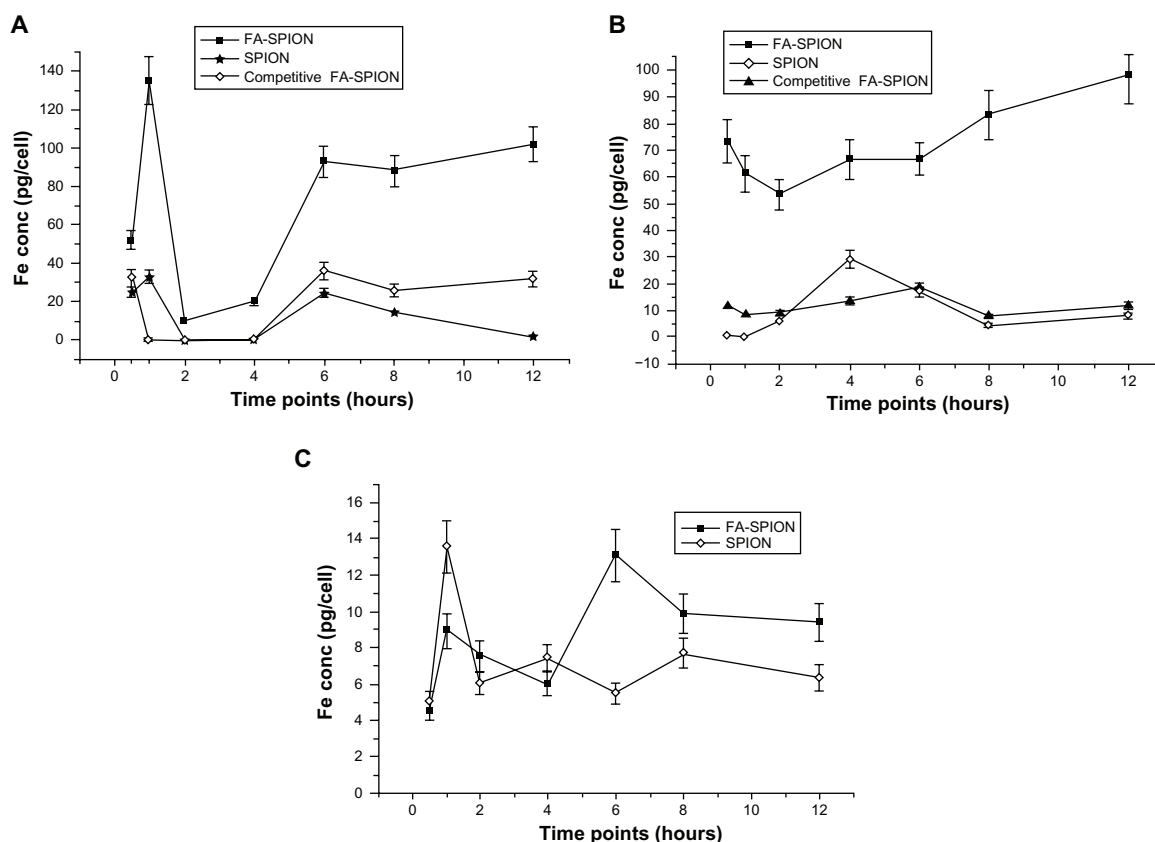 A
FA-SPION
SPION
Competitive FA-SPION
140
120
100
80
60
40
20
0
Fe conc (pg/cell)
0 2 4 6 8 10 12
Time points (hours)
B
FA-SPION
SPION
Competitive FA-SPION
100
90
80
70
60
50
40
30
20
10
0
−10
Fe conc (pg/cell)
0 2 4 6 8 10 12
Time points (hours)
C
FA-SPION
SPION
16
14
12
10
8
6
4
2
0
Fe conc (pg/cell)
0 2 4 6 8 10 12
Time points (hours)